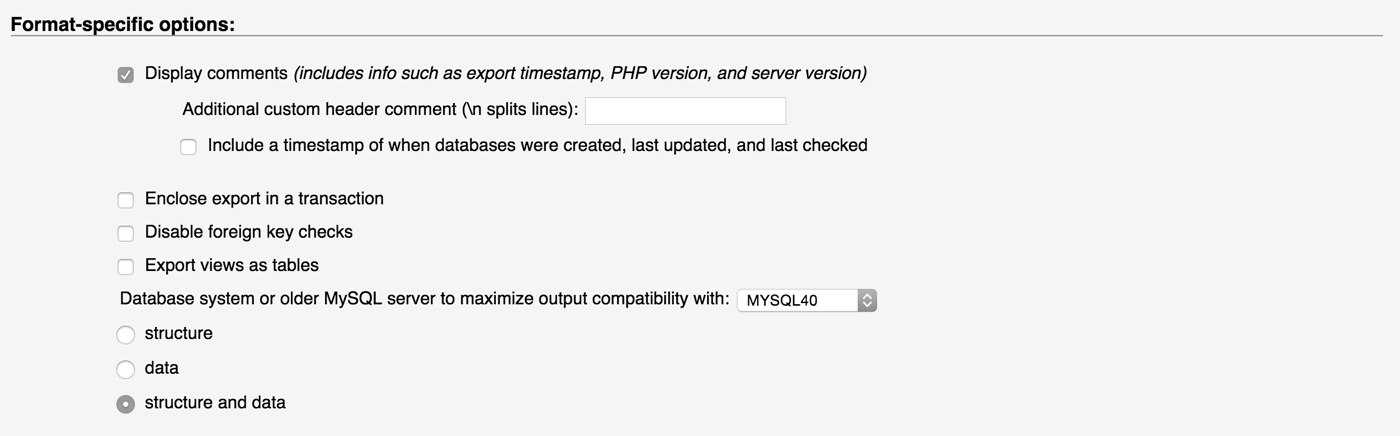 Format-specific options:
Display comments (includes info such as export timestamp, PHP version, and server version)
Additional custom header comment (\n splits lines):
Include a timestamp of when databases were created, last updated, and last checked
Enclose export in a transaction
Disable foreign key checks
Export views as tables
Database system or older MySQL server to maximize output compatibility with: MYSQL40
structure
data
structure and data